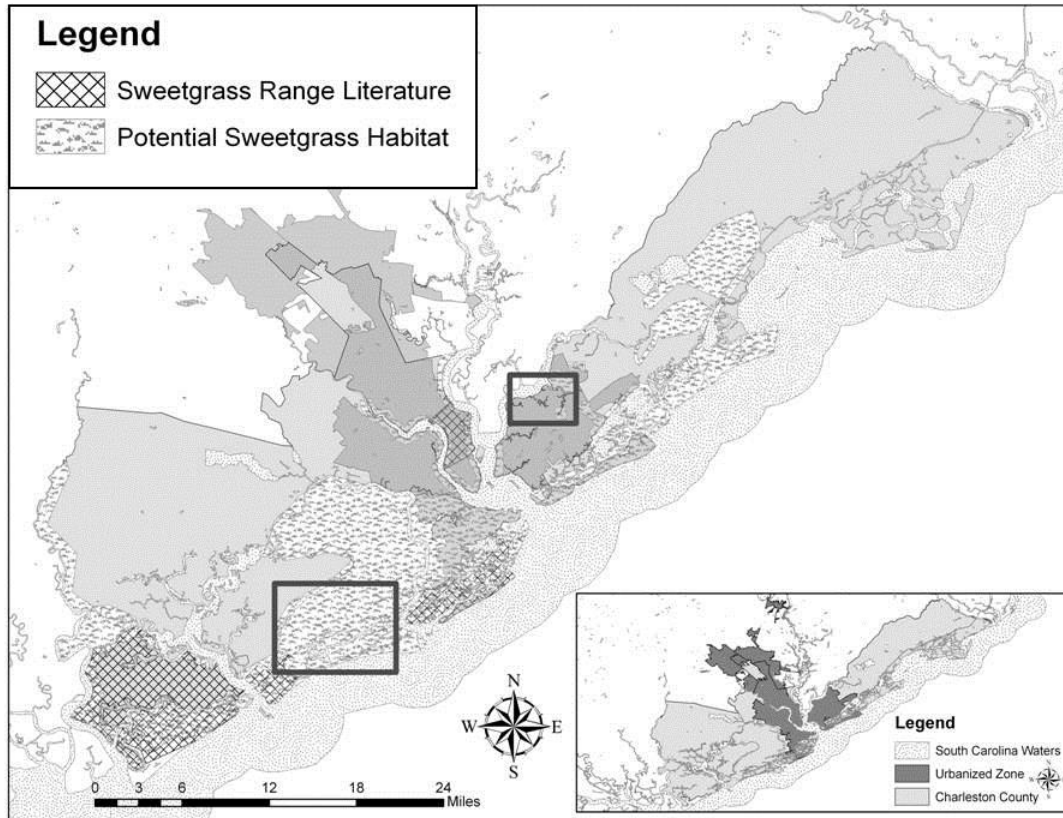 Legend
Sweetgrass Range Literature
Potential Sweetgrass Habitat
N
W E
S
0 3 6 12 18 24
Miles
Legend
South Carolina Waters
Urbanized Zone
Charleston County